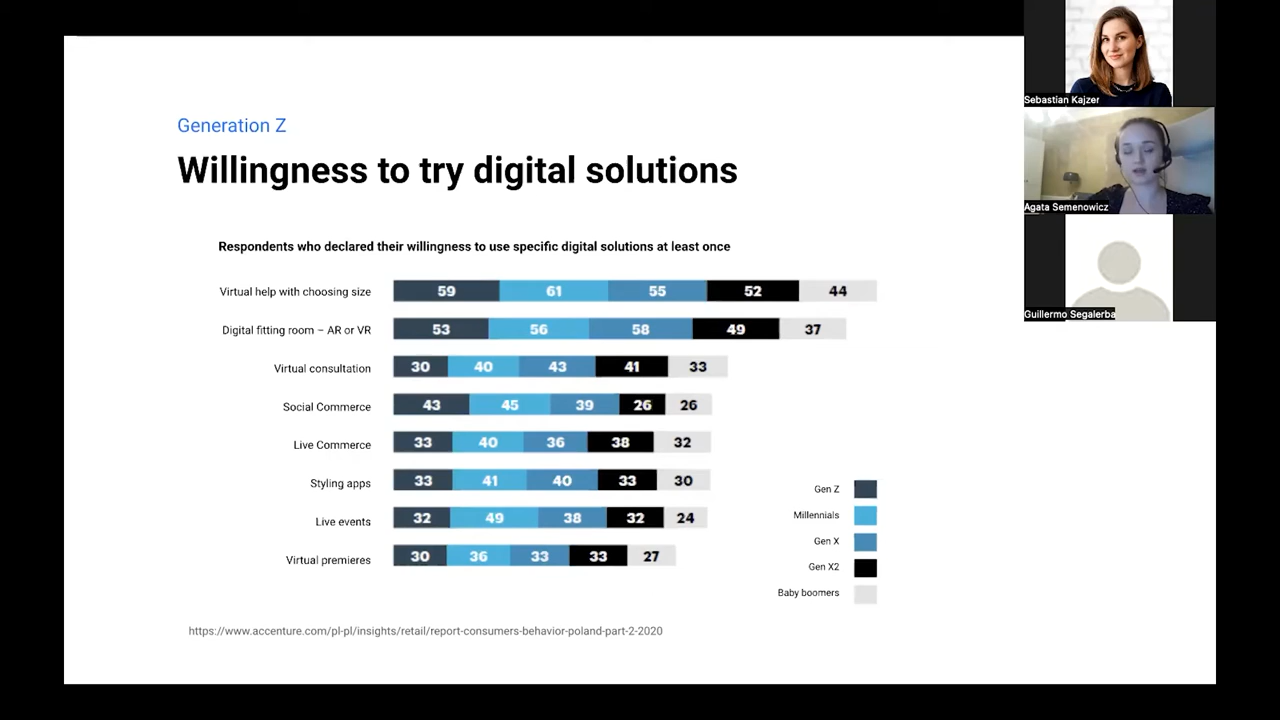 Generation Z
Willingness to try digital solutions
Respondents who declared their willingness to use specific digital solutions at least once
Virtual help with choosing size 59 61 55 52 44
Digital fitting room – AR or VR 53 56 58 49 37
Virtual consultation 30 40 43 41 33
Social Commerce 43 45 39 26 26
Live Commerce 33 40 36 38 32
Styling apps 33 41 40 33 30
Live events 32 49 38 32 24
Virtual premieres 30 36 33 33 27
Gen Z
Millennials
Gen X
Gen X2
Baby boomers
https://www.accenture.com/pl-pl/insights/retail/report-consumers-behavior-poland-part-2-2020
Sebastian Kajzer
Agata Semenowicz
Guillermo Segalerba